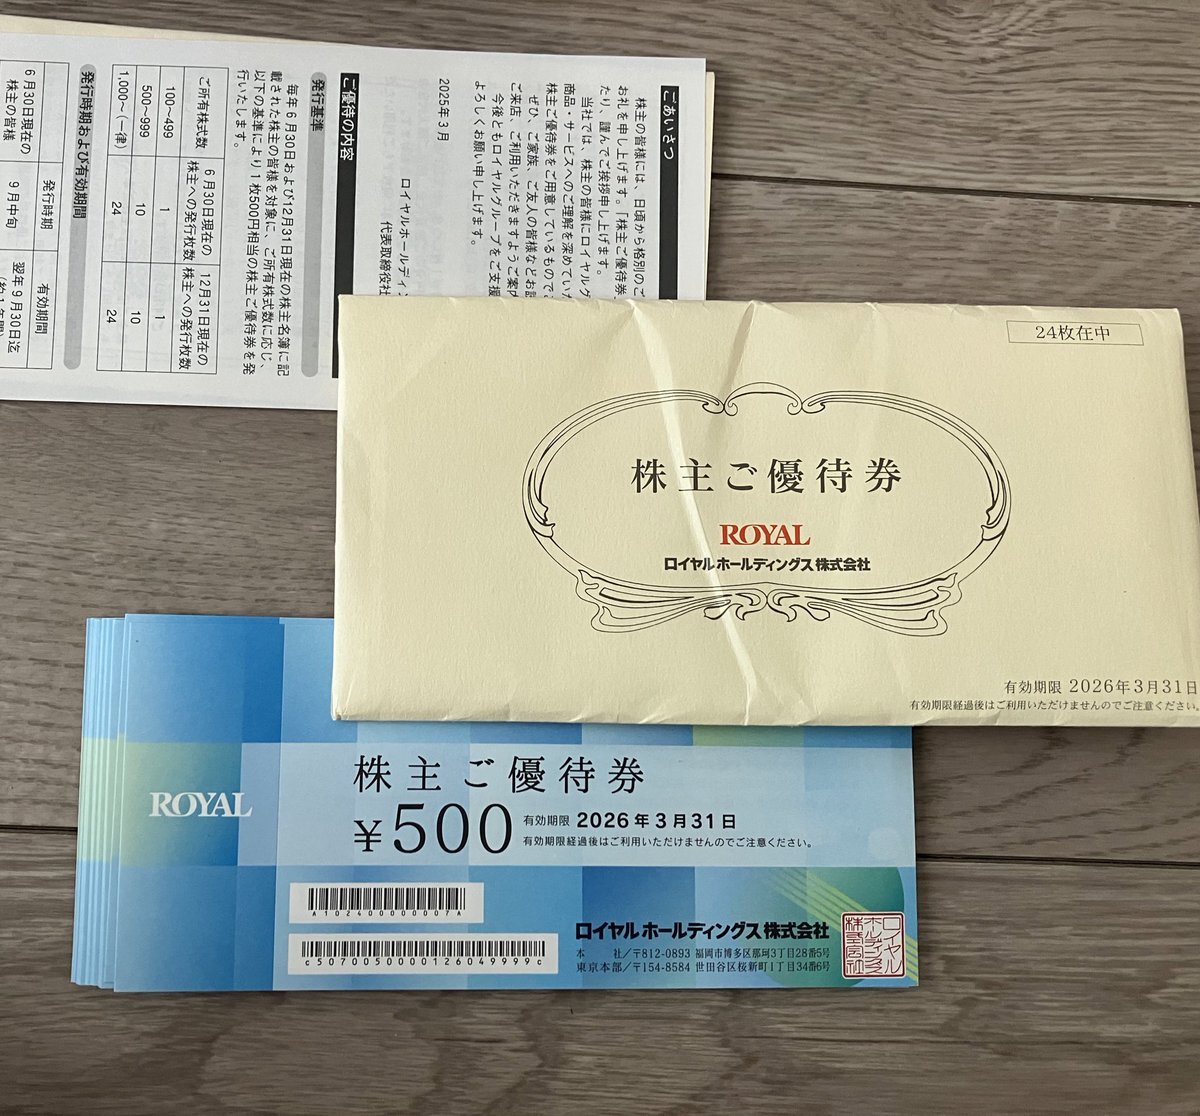 ごあいさつ
株主の皆様には、日頃から格別のご
お礼を申し上げます。「株主ご優待券
たり、謹んでご挨拶申し上げます。
当社では、株主の皆様にロイヤルグ
商品・サービスへのご理解を深めていた
株主ご優待券をご用意しているものでご
ぜひ、ご家族、ご友人の皆様などお誘
ご来店、ご利用いただきますようご案内
今後ともロイヤルグループをご支援
よろしくお願い申し上げます。
2025年3月
ロイヤルホールディン
代表取締役社
ご優待の内容
発行基準
毎年6月30日および12月31日現在の株主名簿に記
載された株主の皆様を対象に、ご所有株式数に応じ、
以下の基準により1枚500円相当の株主ご優待券を発
行いたします。
ご所有株式数 6月30日現在の株主への発行枚数 12月31日現在の株主への発行枚数
100~499 1 1
500~999 10 10
1,000~(一律) 24 24
発行時期および有効期間
発行時期 有効期間
6月30日現在の株主の皆様 9月中旬 翌年9月30日迄
(約1年間)
24枚在中
株主ご優待券
ROYAL
ロイヤルホールディングス株式会社
有効期限 2026年3月31日
有効期限経過後はご利用いただけませんのでご注意ください。
ROYAL
株主ご優待券
¥500
有効期限 2026年3月31日
有効期限経過後はご利用いただけませんのでご注意ください。
A1024000000007A
c5070050000126049999c
ロイヤルホールディングス株式会社
本 社/〒812-0893 福岡市博多区那珂3丁目28番5号
東京本部/〒154-8584 世田谷区桜新町1丁目34番6号